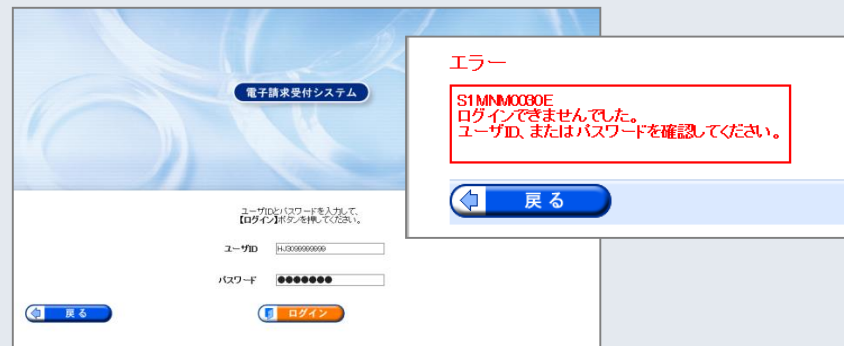 電子請求受付システム
ユーザIDとパスワードを入力して、
【ログイン】ボタンを押してください。
ユーザID
HJG099999999
パスワード
●●●●●●●
戻る
ログイン
エラー
S1MNM0030E
ログインできませんでした。
ユーザID、またはパスワードを確認してください。
戻る